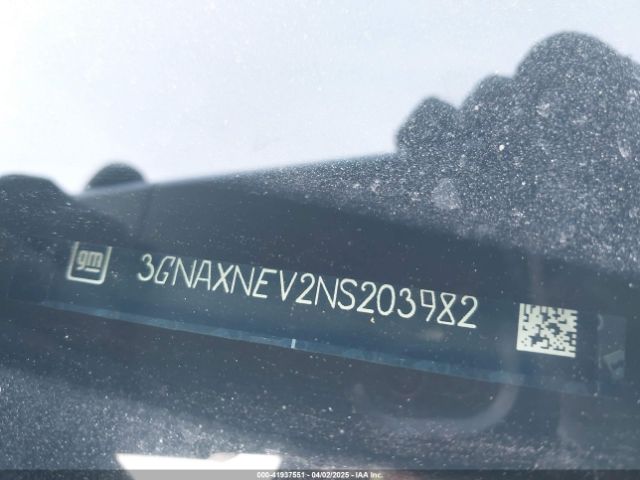 gm 3GNAXNEV2NS203982
000-41937551 - 04/02/2025 - IAA Inc.